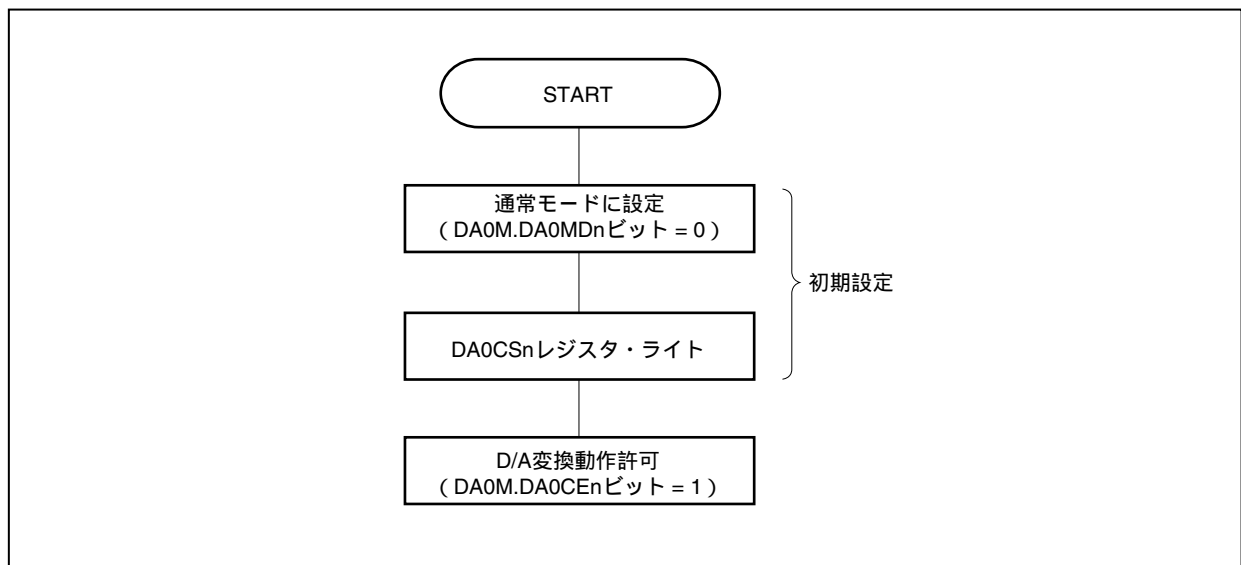 START
通常モードに設定
（DA0M.DA0MDnビット = 0）
初期設定
DA0CSnレジスタ・ライト
D/A変換動作許可
（DA0M.DA0CEnビット = 1）